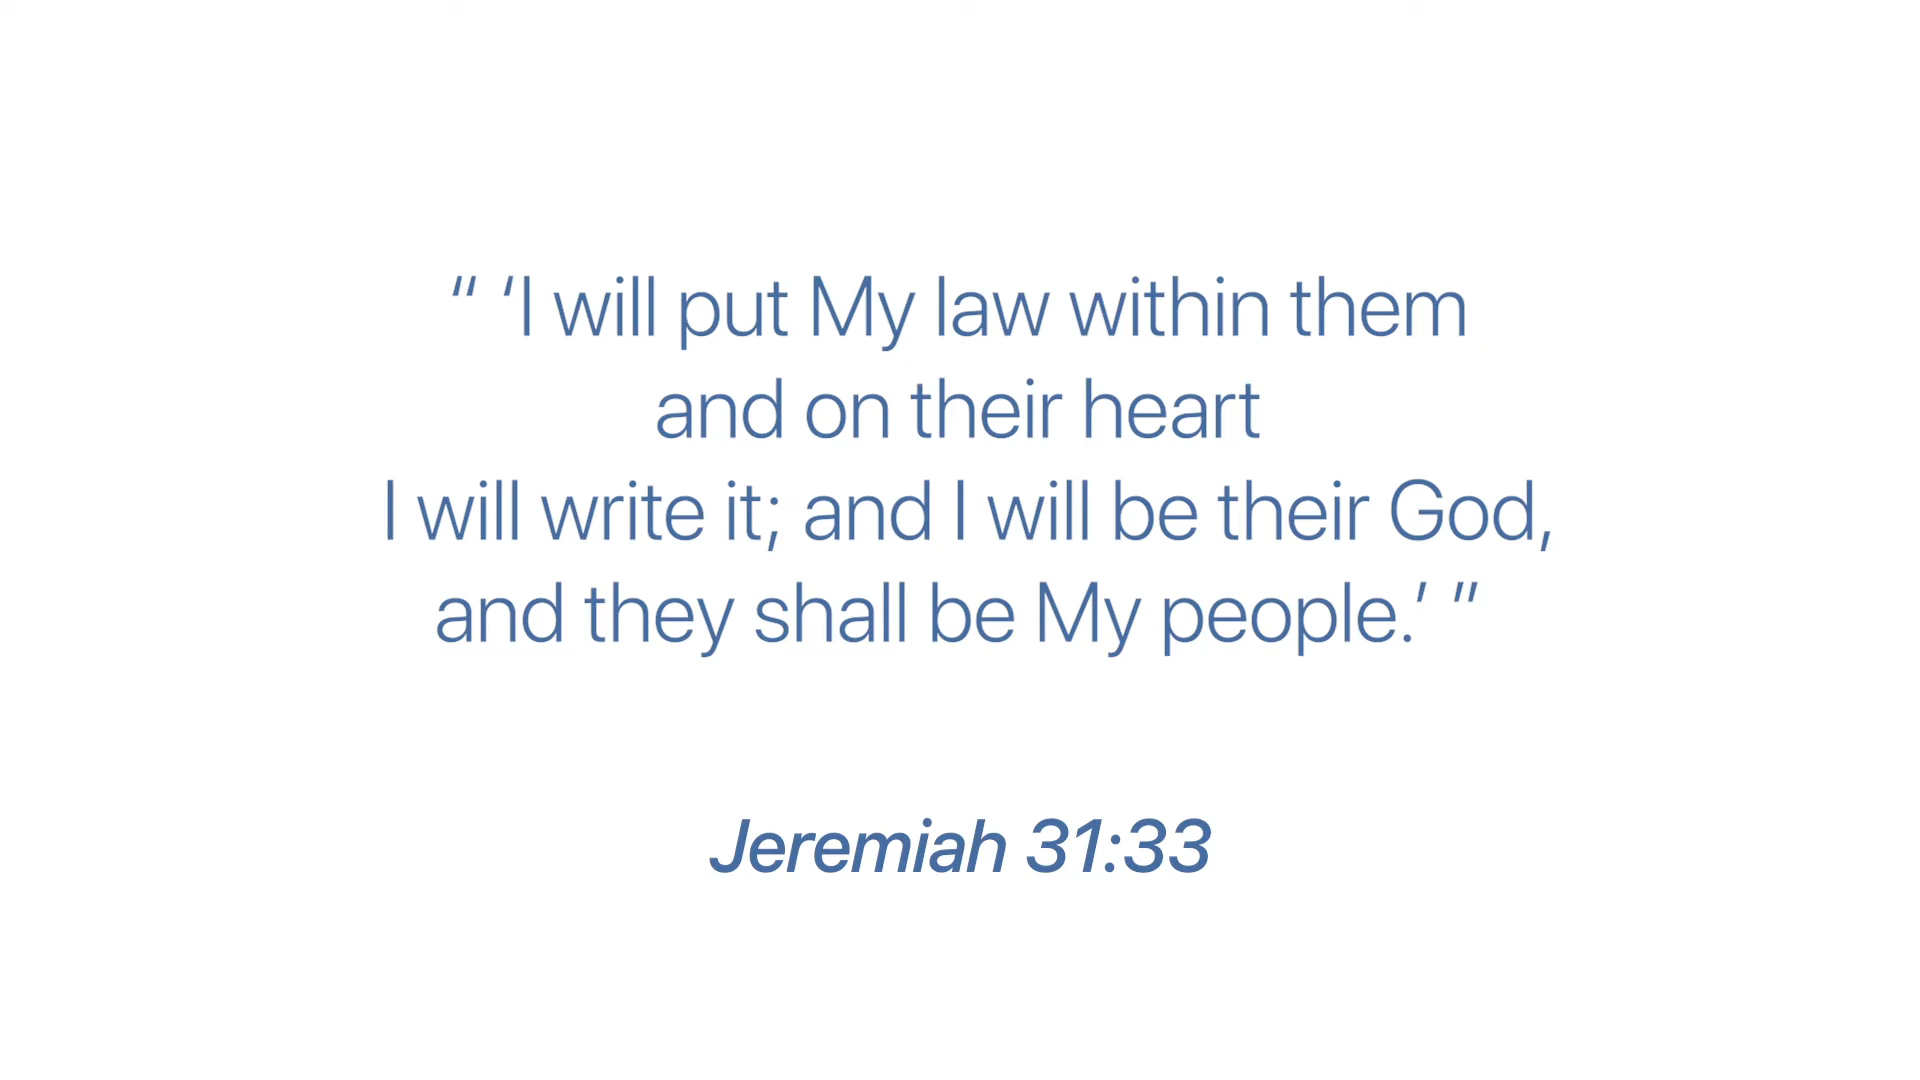 “ ‘I will put My law within them
and on their heart
I will write it; and I will be their God,
and they shall be My people.’ ”
Jeremiah 31:33